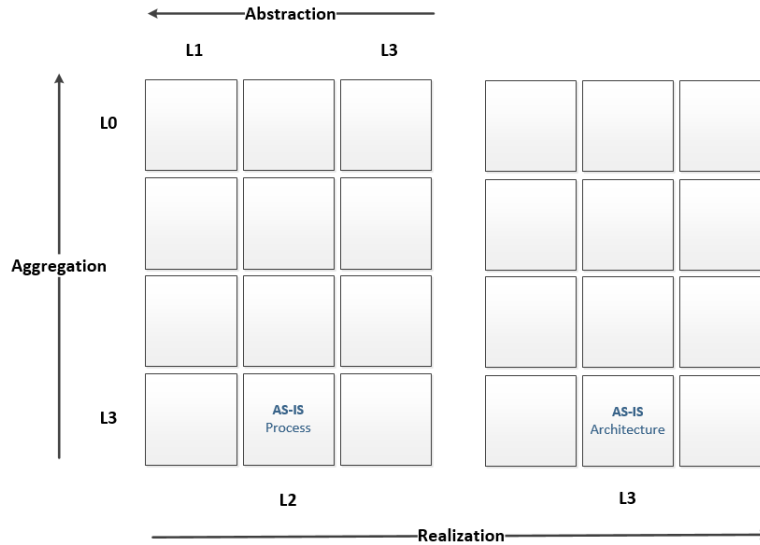 Abstraction
L1
L3
L0
Aggregation
L3
AS-IS
Process
AS-IS
Architecture
L2
L3
Realization